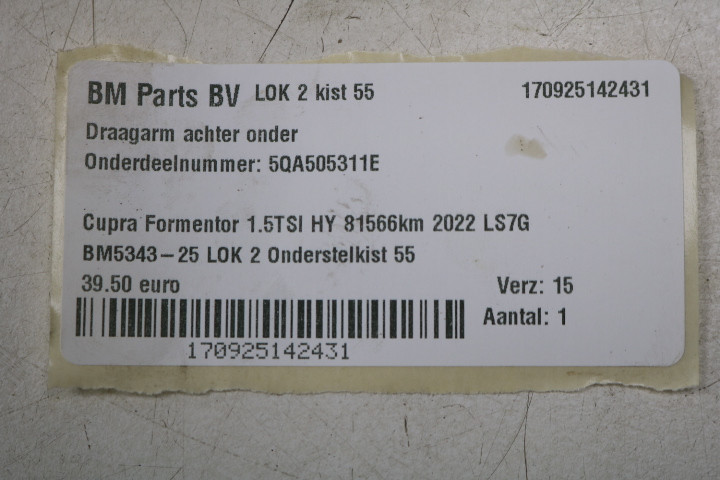 BM Parts BV LOK 2 kist 55 170925142431
Draagarm achter onder
Onderdeelnummer: 5QA505311E
Cupra Formentor 1.5TSI HY 81566km 2022 LS7G
BM5343-25 LOK 2 Onderstelkist 55
39.50 euro Verz: 15
Aantal: 1
170925142431